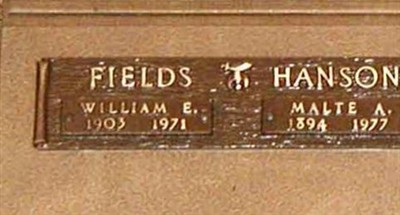 FIELDS HANSON
WILLIAM E. MALTE A.
1903 1971 1894 1977